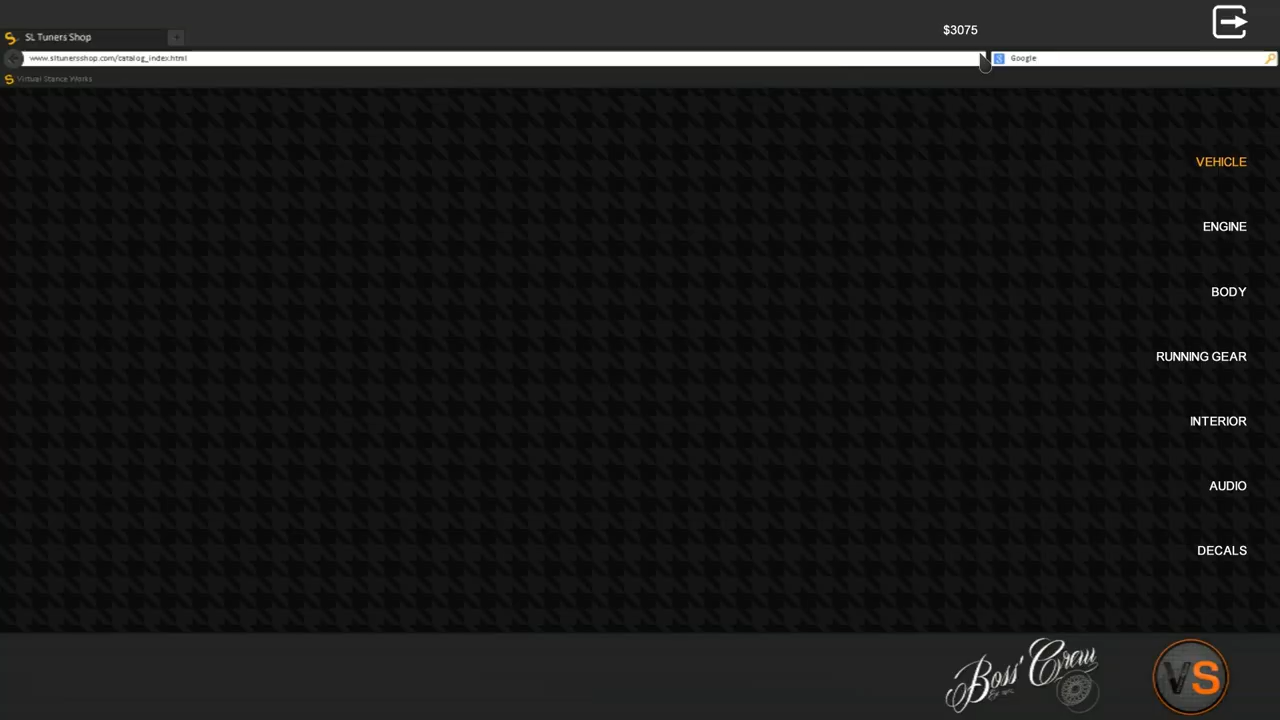 $3075
SL Tuners Shop
+
www.sltunersshop.com/catalog_index.html
Google
Virtual Stance Works
VEHICLE
ENGINE
BODY
RUNNING GEAR
INTERIOR
AUDIO
DECALS
Boss' Crew
VS